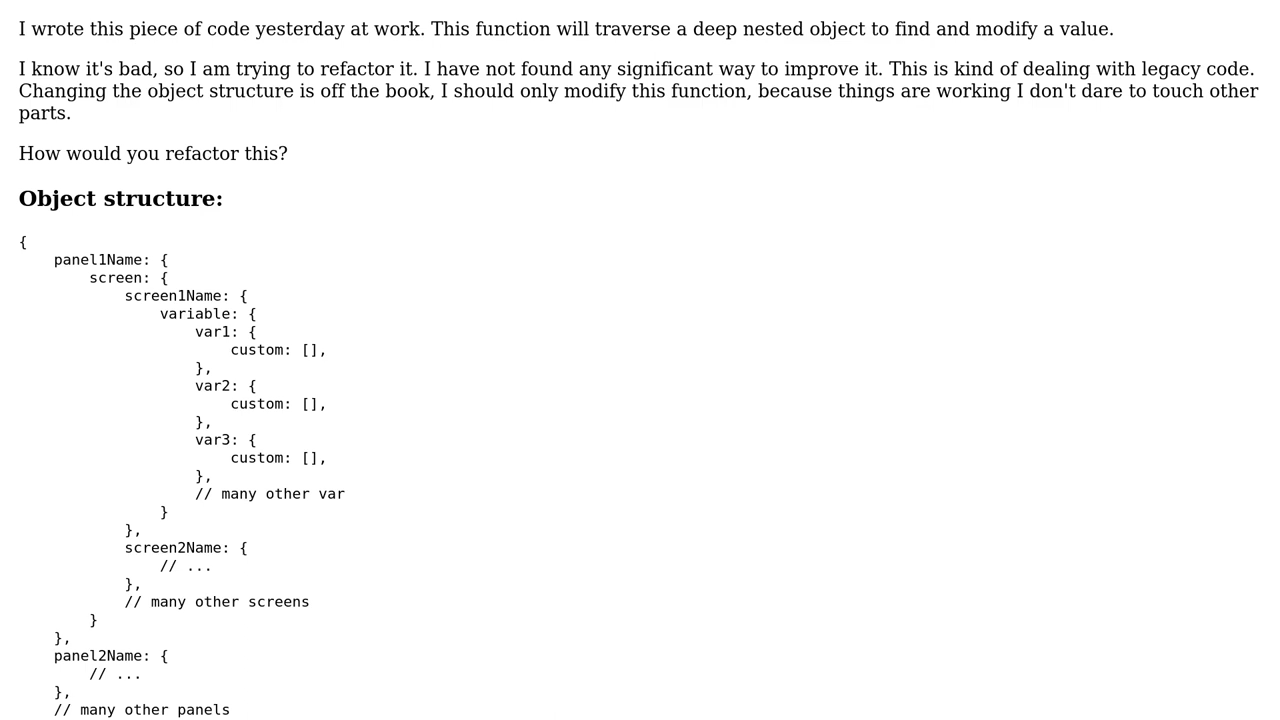 I wrote this piece of code yesterday at work. This function will traverse a deep nested object to find and modify a value.
I know it's bad, so I am trying to refactor it. I have not found any significant way to improve it. This is kind of dealing with legacy code.
Changing the object structure is off the book, I should only modify this function, because things are working I don't dare to touch other
parts.
How would you refactor this?
Object structure:
{
    panel1Name: {
        screen: {
            screen1Name: {
                variable: {
                    var1: {
                        custom: [],
                    },
                    var2: {
                        custom: [],
                    },
                    var3: {
                        custom: [],
                    },
                    // many other var
                }
            },
            screen2Name: {
                // ...
            },
            // many other screens
        }
    },
    panel2Name: {
        // ...
    },
    // many other panels